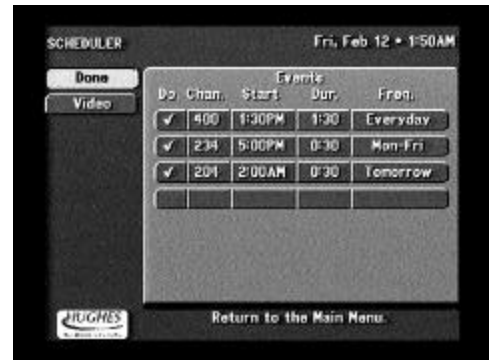 SCHEDULER Fri, Feb 12 • 1:50AM
Done
Video
Events
Do Chan. Start Dur. Freq.
✓ 400 1:30PM 1:30 Everyday
✓ 234 5:00PM 0:30 Mon-Fri
✓ 204 2:00AM 0:30 Tomorrow
HUGHES
Return to the Main Menu.